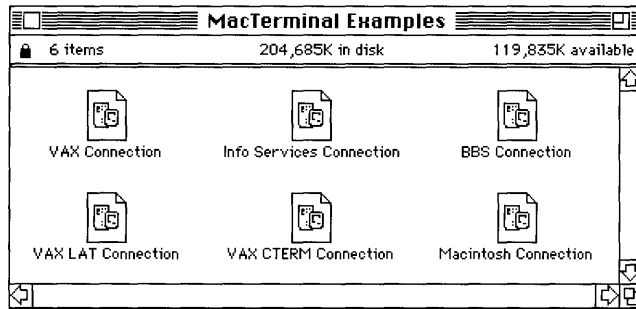 MacTerminal Examples
6 items 204,685K in disk 119,835K available
VAX Connection Info Services Connection BBS Connection
VAX LAT Connection VAX CTERM Connection Macintosh Connection